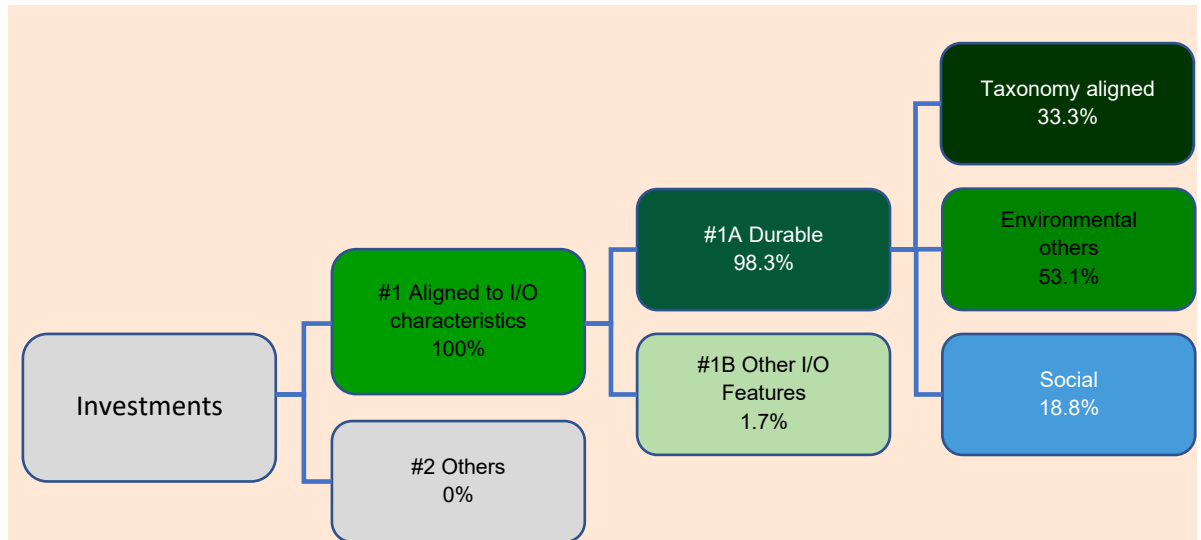 Investments
#1 Aligned to I/O
characteristics
100%
#2 Others
0%
#1A Durable
98.3%
#1B Other I/O
Features
1.7%
Taxonomy aligned
33.3%
Environmental
others
53.1%
Social
18.8%